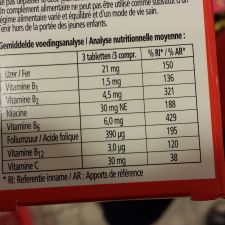 Un complément alimentaire ne peut pas être utilisé comme substitut d'un
régime alimentaire varié et équilibré et d'un mode de vie sain.
Tenir hors de la portée des jeunes enfants.
Gemiddelde voedingsanalyse / Analyse nutritionnelle moyenne :
3 tabletten /3 compr. % RI* / % AR*
IJzer / Fer 21 mg 150
Vitamine B1 1,5 mg 136
Vitamine B2 4,5 mg 321
Niacine 30 mg NE 188
Vitamine B6 6,0 mg 429
Foliumzuur / Acide folique 390 µg 195
Vitamine B12 3,0 µg 120
Vitamine C 30 mg 38
* RI: Referentie inname / AR : Apports de référence